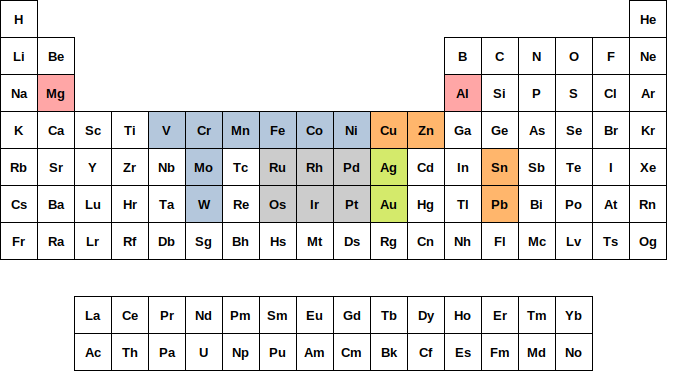 H He
Li Be B C N O F Ne
Na Mg Al Si P S Cl Ar
K Ca Sc Ti V Cr Mn Fe Co Ni Cu Zn Ga Ge As Se Br Kr
Rb Sr Y Zr Nb Mo Tc Ru Rh Pd Ag Cd In Sn Sb Te I Xe
Cs Ba Lu Hr Ta W Re Os Ir Pt Au Hg Tl Pb Bi Po At Rn
Fr Ra Lr Rf Db Sg Bh Hs Mt Ds Rg Cn Nh Fl Mc Lv Ts Og
La Ce Pr Nd Pm Sm Eu Gd Tb Dy Ho Er Tm Yb
Ac Th Pa U Np Pu Am Cm Bk Cf Es Fm Md No